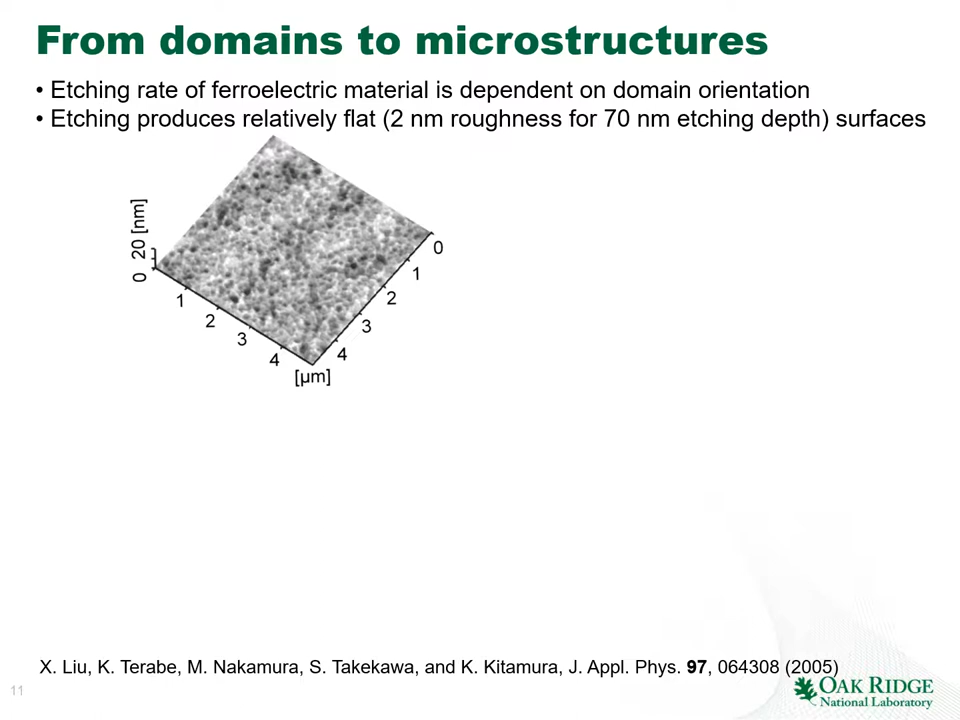 From domains to microstructures
• Etching rate of ferroelectric material is dependent on domain orientation
• Etching produces relatively flat (2 nm roughness for 70 nm etching depth) surfaces
0 20 [nm]
0
1
2
3
4
1
2
3
4
[µm]
X. Liu, K. Terabe, M. Nakamura, S. Takekawa, and K. Kitamura, J. Appl. Phys. 97, 064308 (2005)
11
OAK RIDGE
National Laboratory